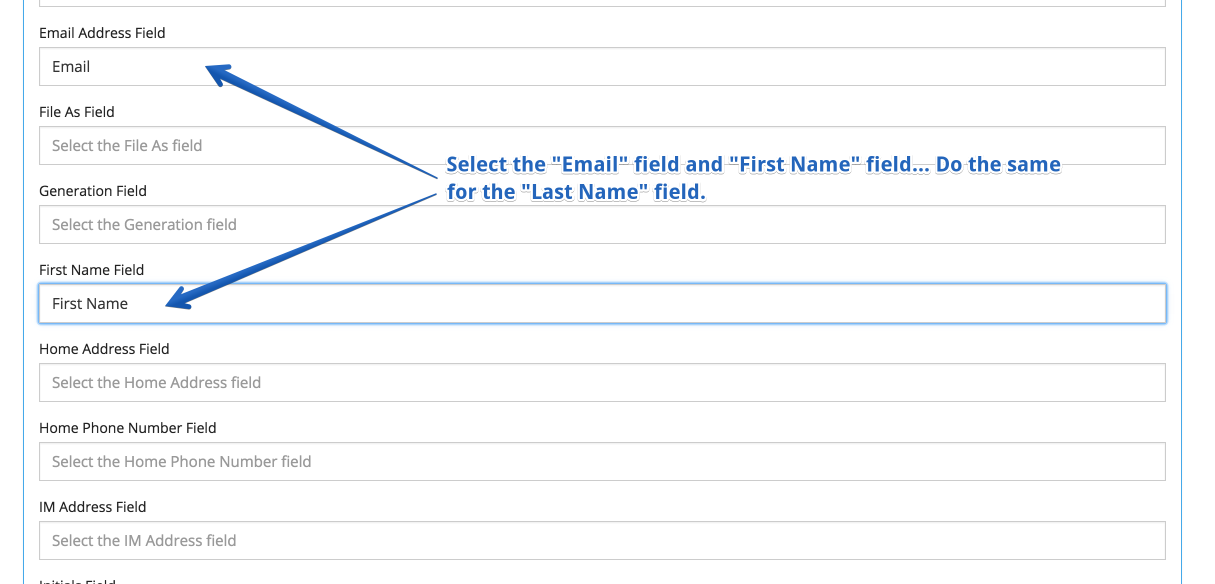 Email Address Field
Email
File As Field
Select the File As field
Select the "Email" field and "First Name" field... Do the same
for the "Last Name" field.
Generation Field
Select the Generation field
First Name Field
First Name
Home Address Field
Select the Home Address field
Home Phone Number Field
Select the Home Phone Number field
IM Address Field
Select the IM Address field
Initials Field